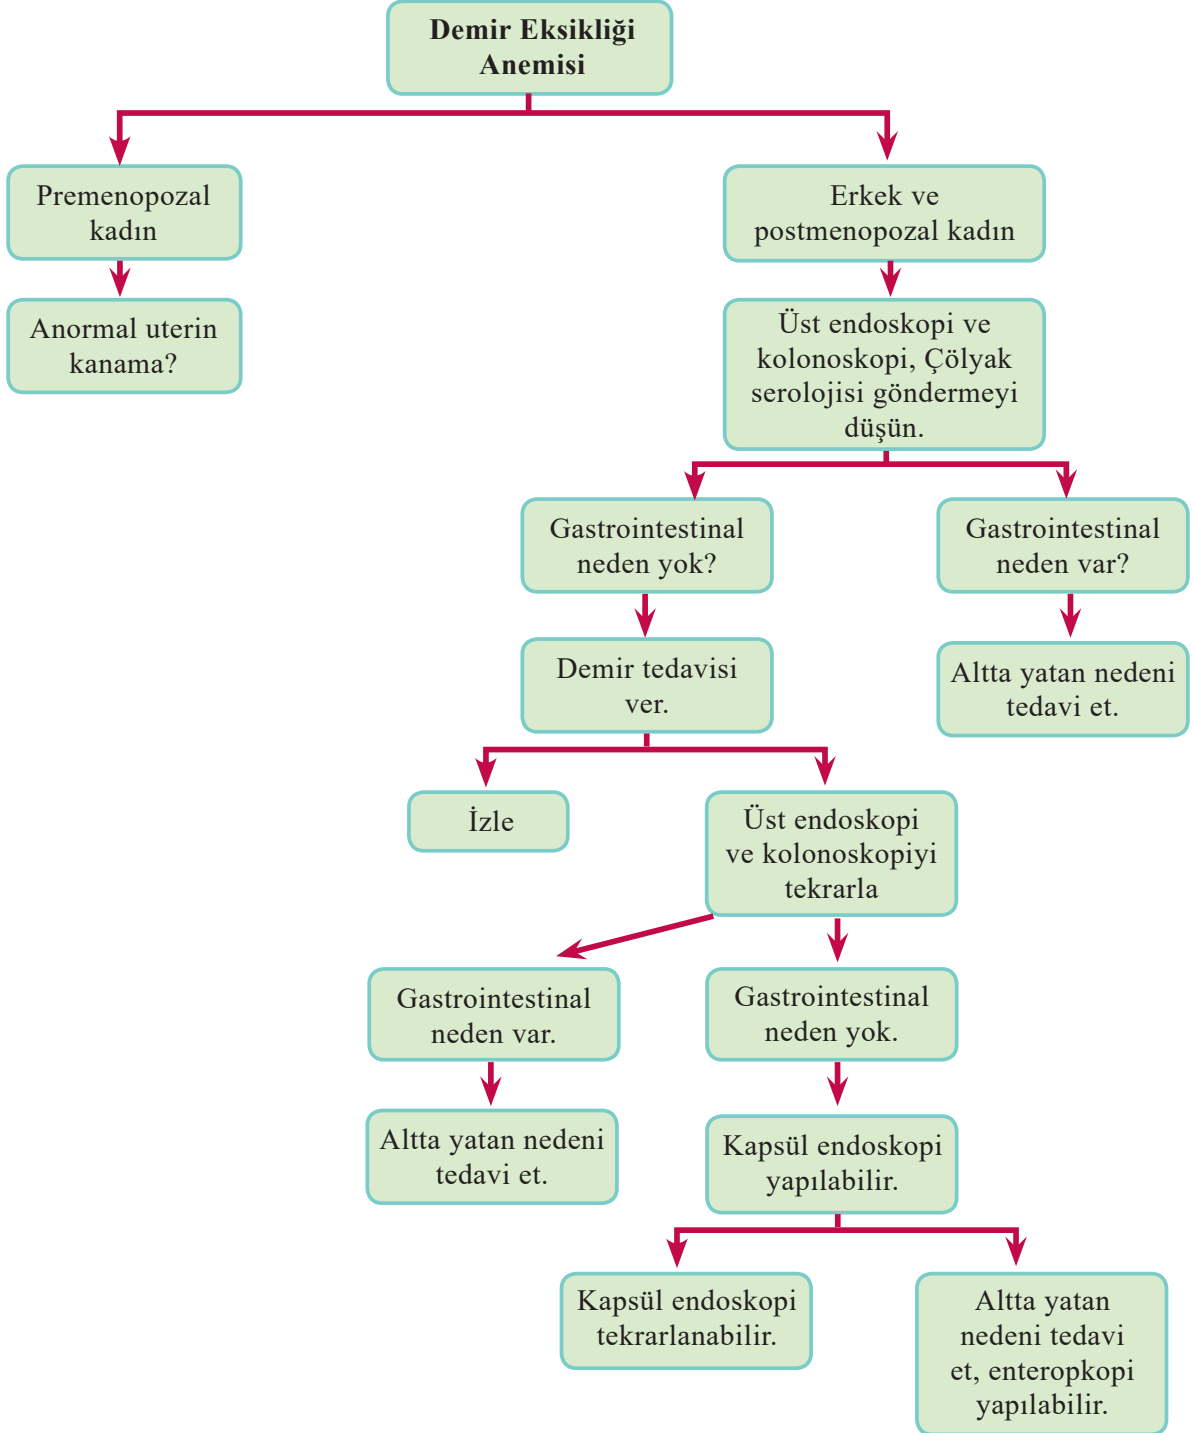 Demir Eksikliği
Anemisi
Premenopozal
kadın
Erkek ve
postmenopozal kadın
Anormal uterin
kanama?
Üst endoskopi ve
kolonoskopi, Çölyak
serolojisi göndermeyi
düşün.
Gastrointestinal
neden yok?
Gastrointestinal
neden var?
Demir tedavisi
ver.
Altta yatan nedeni
tedavi et.
İzle
Üst endoskopi
ve kolonoskopiyi
tekrarla
Gastrointestinal
neden var.
Gastrointestinal
neden yok.
Altta yatan nedeni
tedavi et.
Kapsül endoskopi
yapılabilir.
Kapsül endoskopi
tekrarlanabilir.
Altta yatan
nedeni tedavi
et, enteropkopi
yapılabilir.